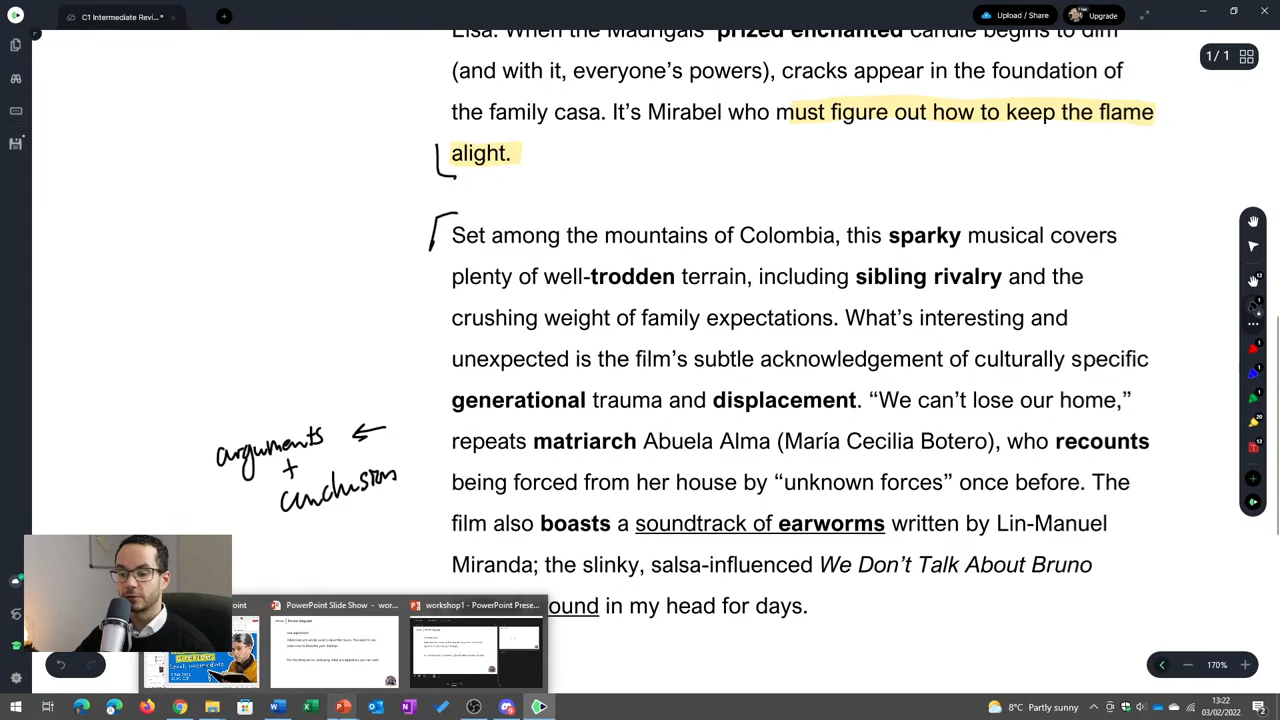 C1 Intermediate Revi...*
Upload / Share
Free
Upgrade
1 / 1
Elsa. When the Madrigals' prized enchanted candle begins to dim
(and with it, everyone's powers), cracks appear in the foundation of
the family casa. It's Mirabel who must figure out how to keep the flame
alight.
Set among the mountains of Colombia, this sparky musical covers
plenty of well-trodden terrain, including sibling rivalry and the
crushing weight of family expectations. What's interesting and
unexpected is the film's subtle acknowledgement of culturally specific
generational trauma and displacement. “We can't lose our home,”
repeats matriarch Abuela Alma (María Cecilia Botero), who recounts
being forced from her house by “unknown forces” once before. The
film also boasts a soundtrack of earworms written by Lin-Manuel
Miranda; the slinky, salsa-influenced We Don't Talk About Bruno
ound in my head for days.
arguments
+
conclusions
oint
PowerPoint Slide Show - wor...
workshop1 - PowerPoint Prese...
170%
8°C Partly sunny
13:22
03/02/2022